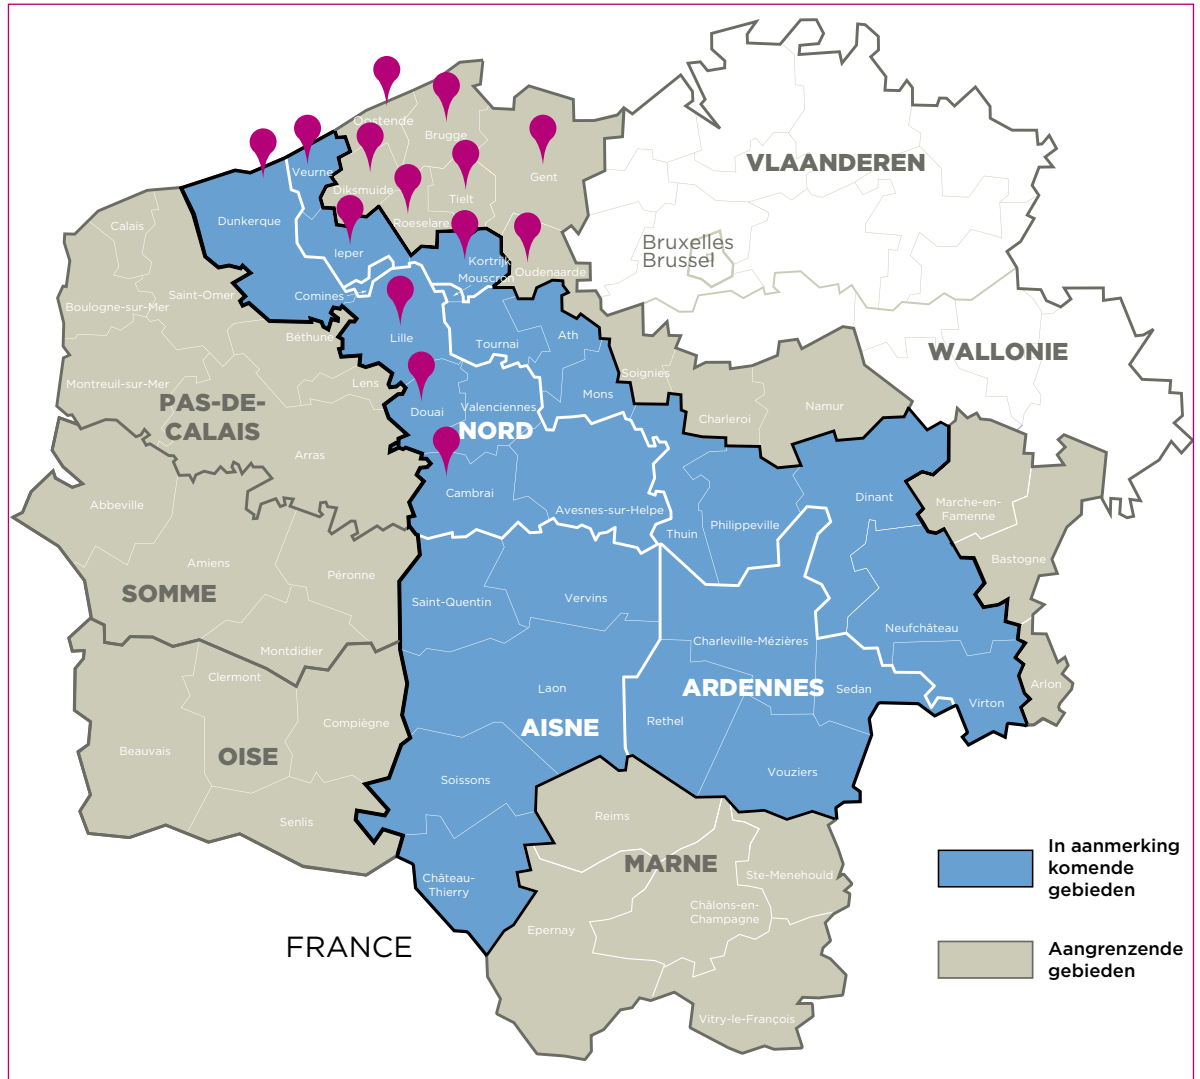 Oostende
Brugge
VLAANDEREN
Veurne
Gent
Diksmuide
Tielt
Dunkerque
Calais
Roeselare
Ieper
Bruxelles
Brussel
Kortrijk
Oudenaarde
Mouscron
Saint-Omer
Comines
Boulogne-sur-Mer
Béthune
Lille
Tournai
Ath
WALLONIE
Soignies
Montreuil-sur-Mer
Lens
Mons
PAS-DE-
CALAIS
Douai
Valenciennes
Namur
Charleroi
NORD
Arras
Cambrai
Dinant
Abbeville
Avesnes-sur-Helpe
Philippeville
Marche-en-
Famenne
Thuin
Amiens
Péronne
Bastogne
SOMME
Saint-Quentin
Vervins
Neufchâteau
Charleville-Mézières
Montdidier
Clermont
Laon
ARDENNES
Sedan
Arlon
Virton
Compiègne
Rethel
AISNE
Beauvais
OISE
Soissons
Vouziers
Senlis
Reims
MARNE
Château-
Thierry
Ste-Menehould
Châlons-en-
Champagne
Epernay
FRANCE
Vitry-le-François
In aanmerking
komende
gebieden
Aangrenzende
gebieden